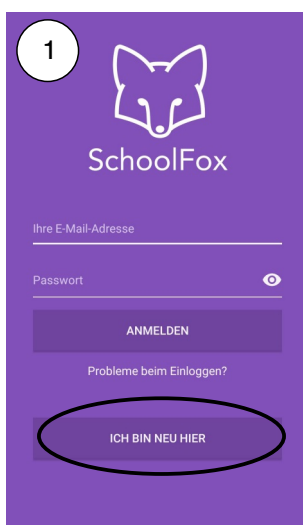 1
SchoolFox
Ihre E-Mail-Adresse
Passwort
ANMELDEN
Probleme beim Einloggen?
ICH BIN NEU HIER